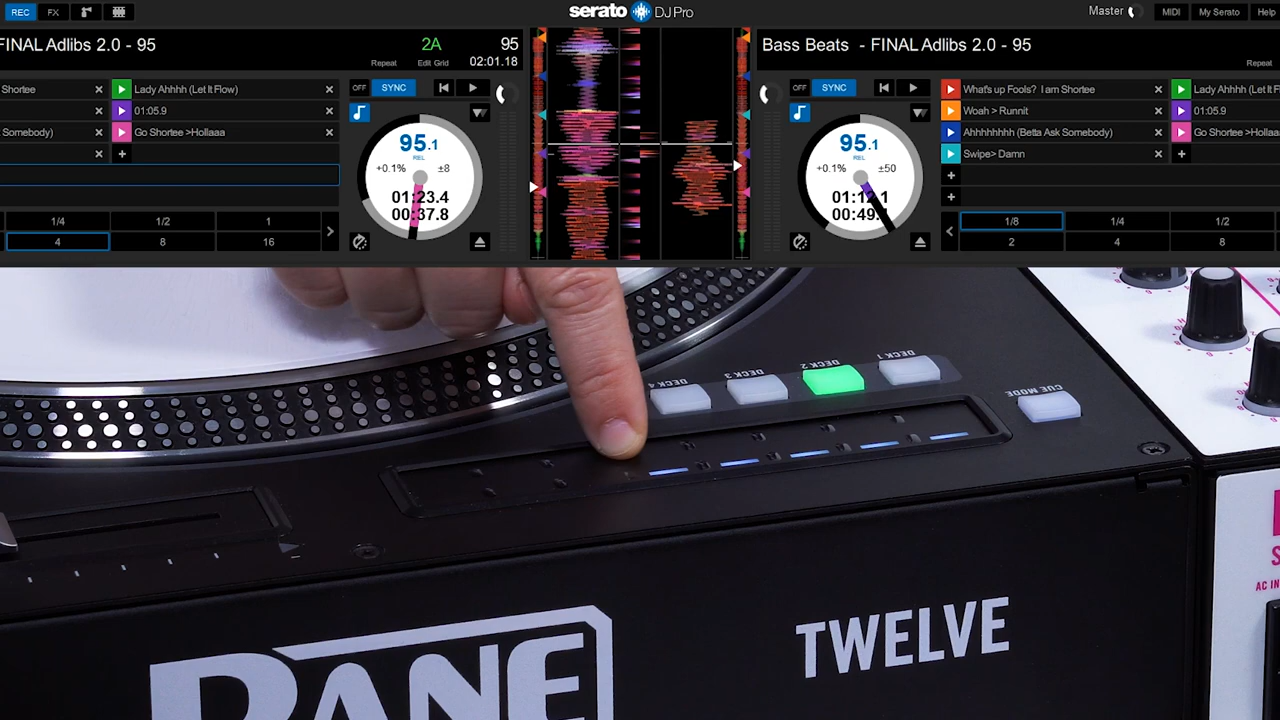 REC FX serato DJ Pro Master MIDI My Serato Help
FINAL Adlibs 2.0 - 95 2A 95
Repeat Edit Grid 02:01.18
Bass Beats - FINAL Adlibs 2.0 - 95
Repeat
Shortee Lady Ahhhh (Let It Flow)
01:05.9
Somebody) Go Shortee >Hollaaa
OFF SYNC
95.1
REL
+0.1% ±8
01:23.4
00:37.8
1/4 1/2 1
4 8 16
OFF SYNC
95.1
REL
+0.1% ±50
What's up Fools? I am Shortee Lady Ahhhh (Let It F
Woah > Runnit 01:05.9
Ahhhhhhh (Beats Ask Somebody) Go Shortee >Hollaa
Swipe> Damn
1/8 1/4 1/2
2 4 8
DECK 4 DECK 3 DECK 2 DECK 1
CUE MODE
RANE
TWELVE
S
AC IN